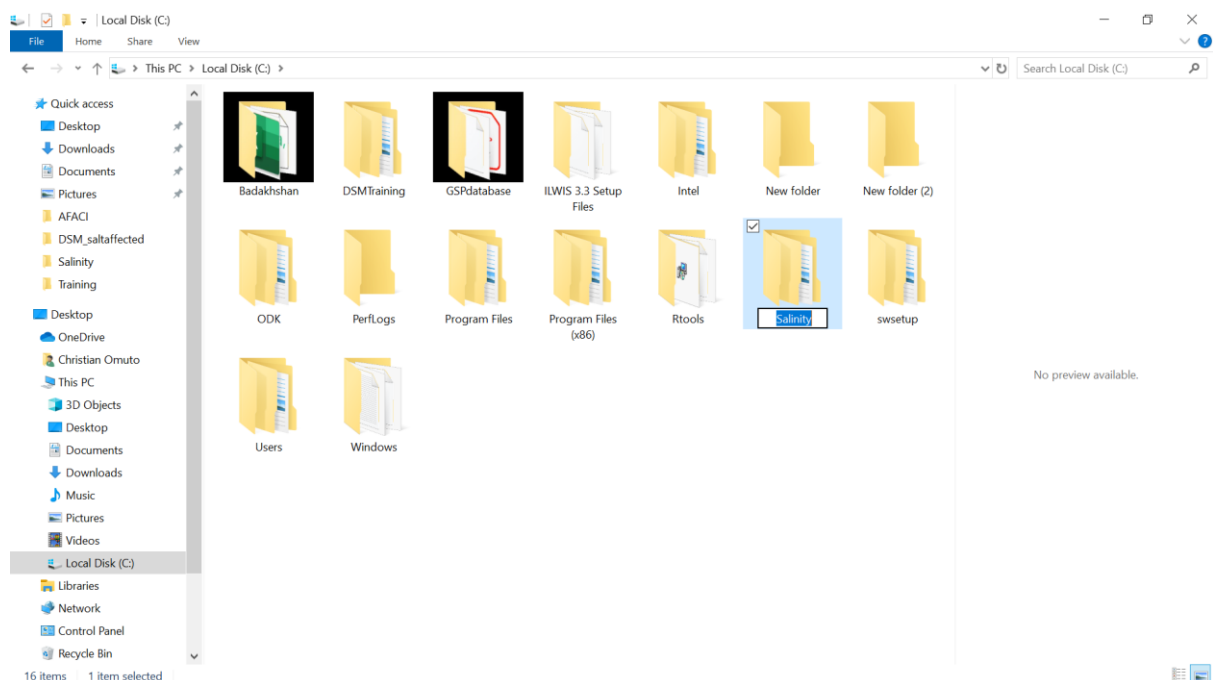 Local Disk (C:)
File Home Share View
This PC Local Disk (C:)
Search Local Disk (C:)
Quick access
Desktop
Downloads
Documents
Pictures
AFACI
DSM_saltaffected
Salinity
Training
Desktop
OneDrive
Christian Omuto
This PC
3D Objects
Desktop
Documents
Downloads
Music
Pictures
Videos
Local Disk (C:)
Libraries
Network
Control Panel
Recycle Bin
Badakhshan
DSMTraining
GSPdatabase
ILWIS 3.3 Setup
Files
Intel
New folder
New folder (2)
ODK
PerfLogs
Program Files
Program Files
(x86)
Rtools
Salinity
swsetup
Users
Windows
No preview available.
16 items 1 item selected